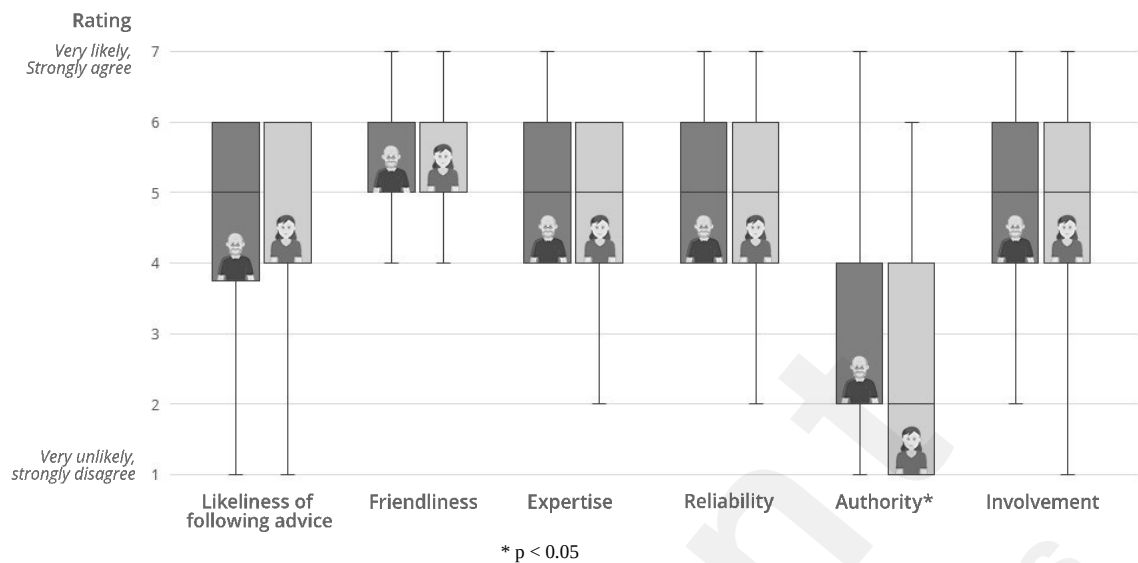 Rating
Very likely,
Strongly agree
7
6
5
4
3
2
Very unlikely,
strongly disagree
1
Likeliness of
following advice
Friendliness
Expertise
Reliability
Authority*
Involvement
* p < 0.05